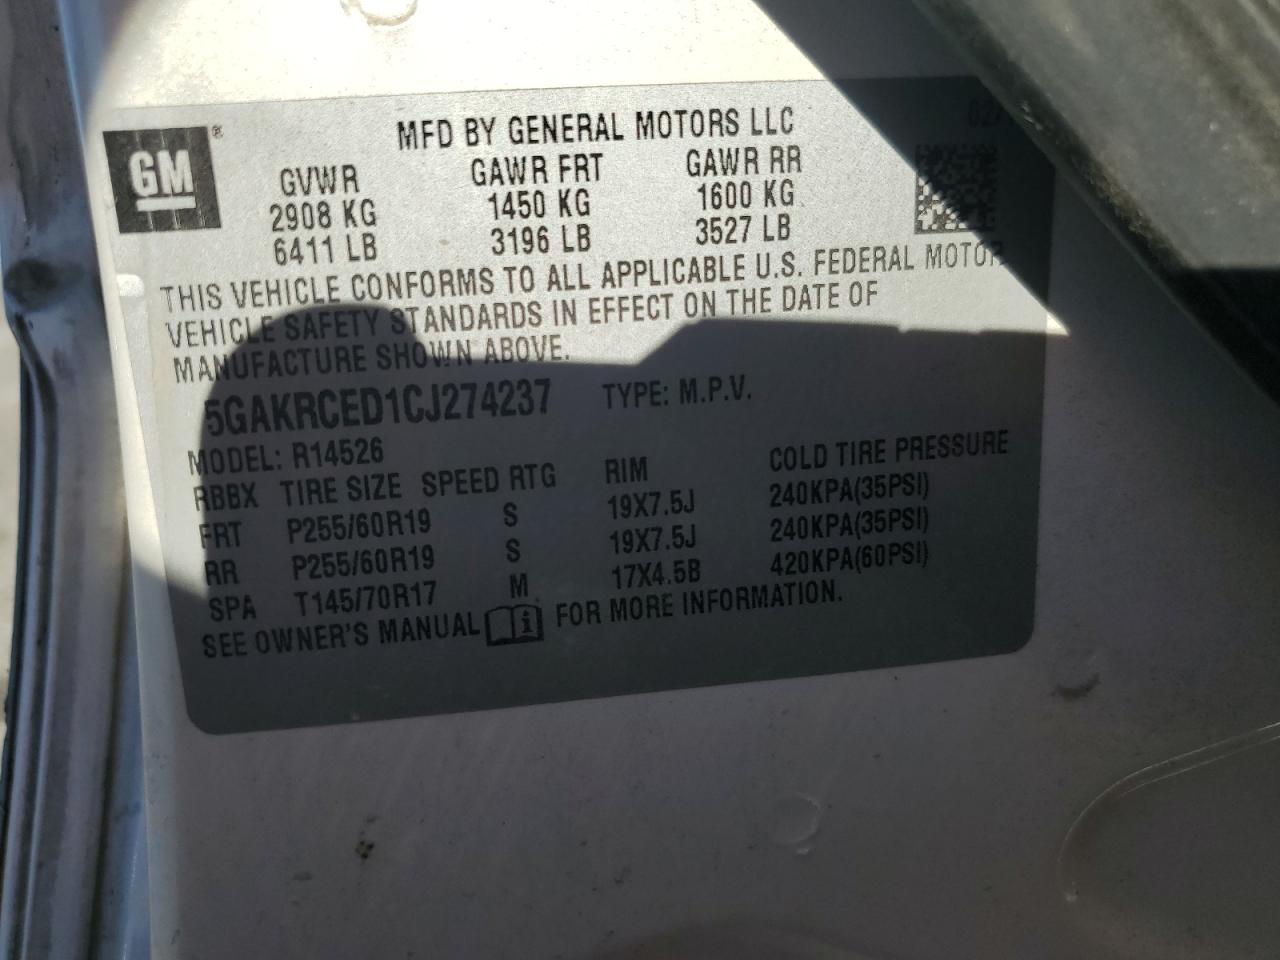 GM ®
MFD BY GENERAL MOTORS LLC
GVWR GAWR FRT GAWR RR
2908 KG 1450 KG 1600 KG
6411 LB 3196 LB 3527 LB
THIS VEHICLE CONFORMS TO ALL APPLICABLE U.S. FEDERAL MOTOR
VEHICLE SAFETY STANDARDS IN EFFECT ON THE DATE OF
MANUFACTURE SHOWN ABOVE.
5GAKRCED1CJ274237 TYPE: M.P.V.
MODEL: R14526
RBBX TIRE SIZE SPEED RTG RIM COLD TIRE PRESSURE
FRT P255/60R19 S 19X7.5J 240KPA(35PSI)
RR P255/60R19 S 19X7.5J 240KPA(35PSI)
SPA T145/70R17 M 17X4.5B 420KPA(60PSI)
SEE OWNER'S MANUAL i FOR MORE INFORMATION.